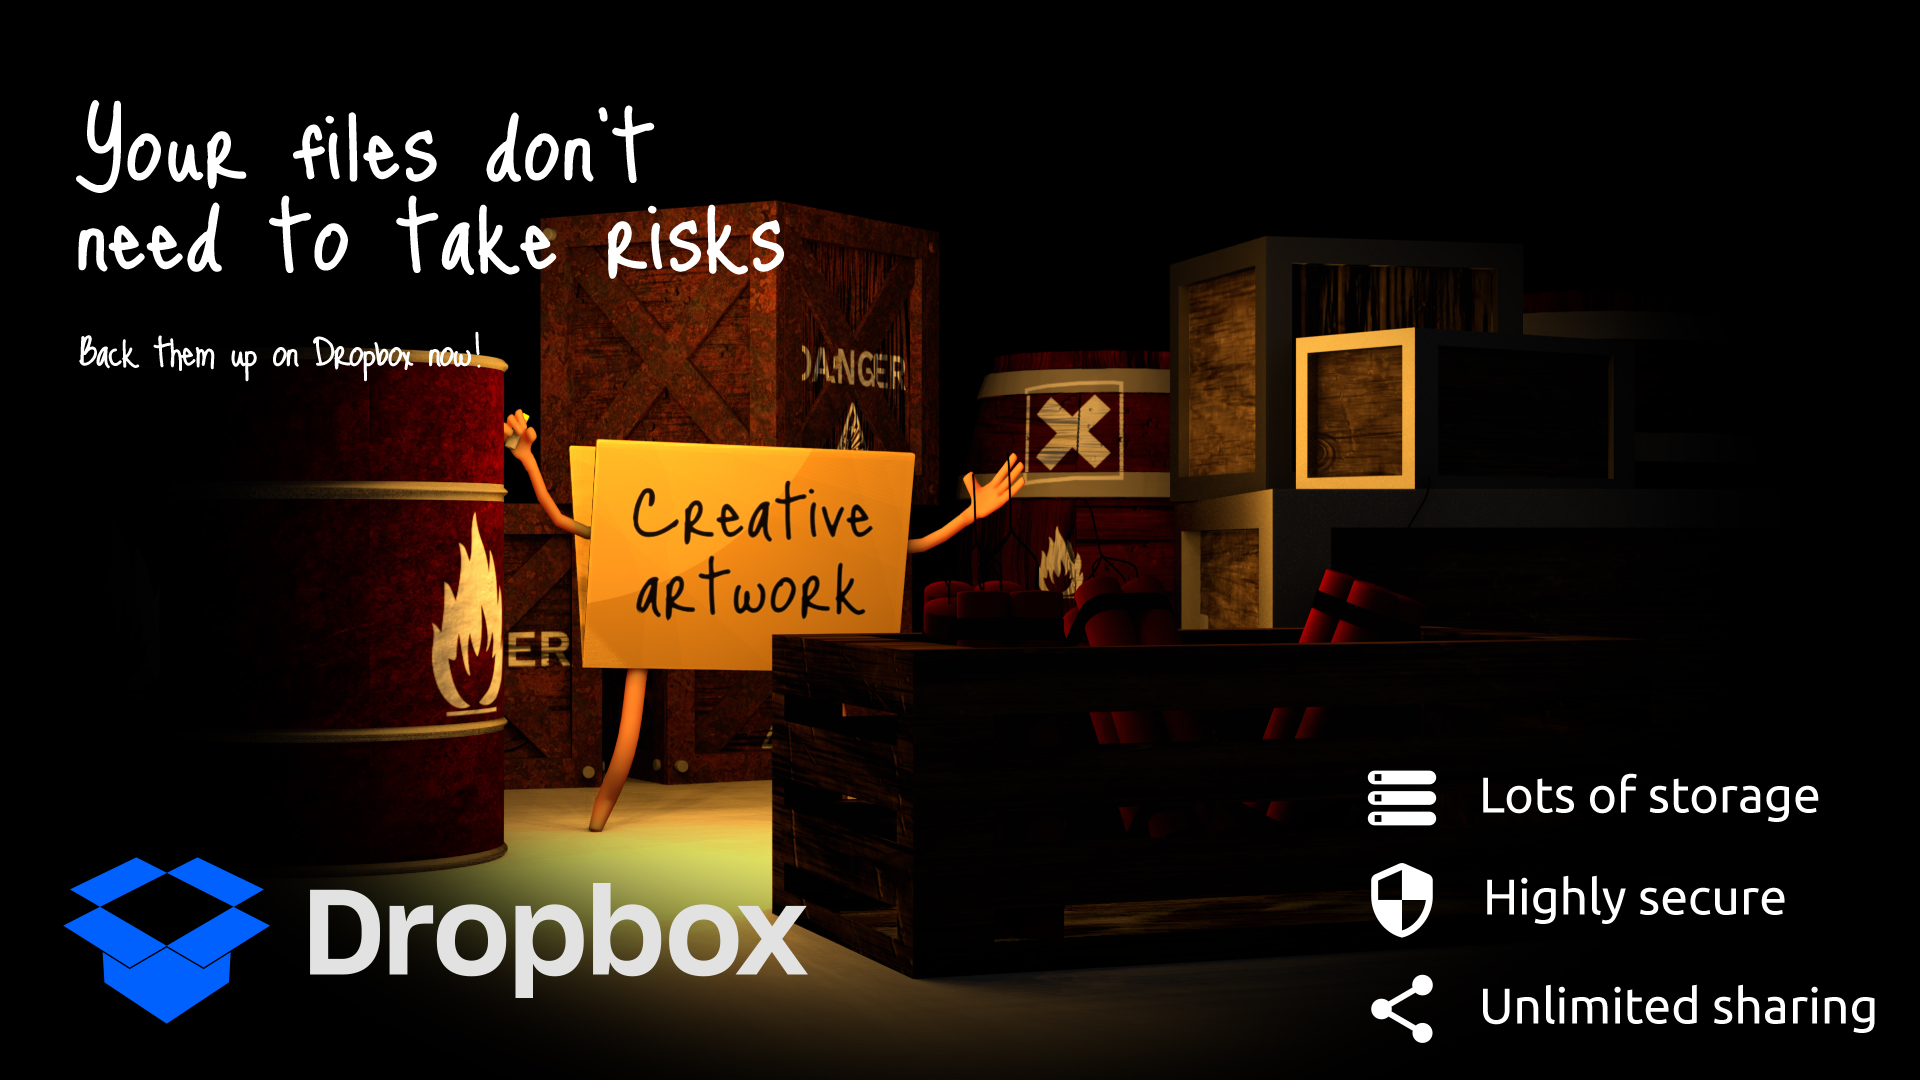 Your files don't
need to take risks
Back them up on Dropbox now!
DANGER
Creative
artwork
ER
Lots of storage
Highly secure
Dropbox
Unlimited sharing